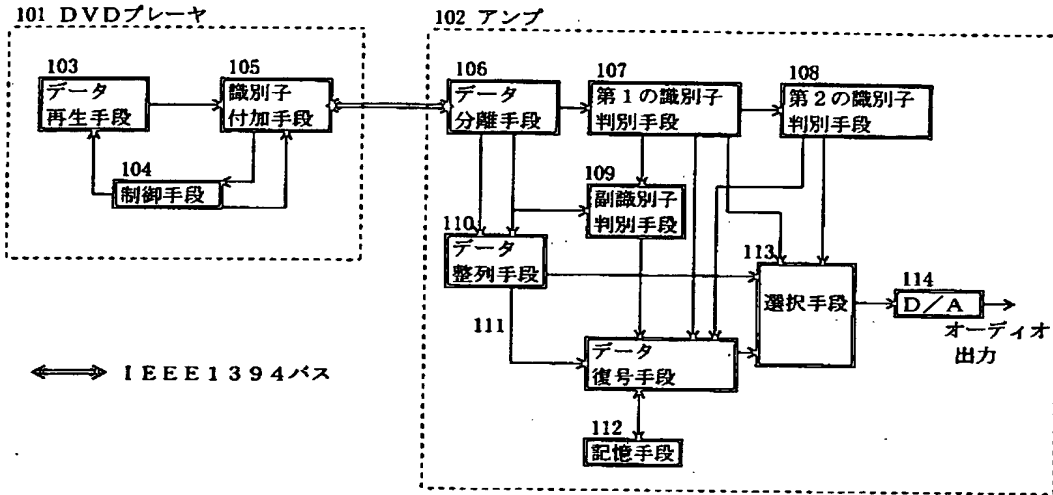 101 DVDプレーヤ
102 アンプ
103
データ
再生手段
105
識別子
付加手段
104
制御手段
106
データ
分離手段
107
第1の識別子
判別手段
108
第2の識別子
判別手段
109
副識別子
判別手段
110
データ
整列手段
111
データ
復号手段
112
記憶手段
113
選択手段
114
D/A
オーディオ
出力
IEEE1394バス